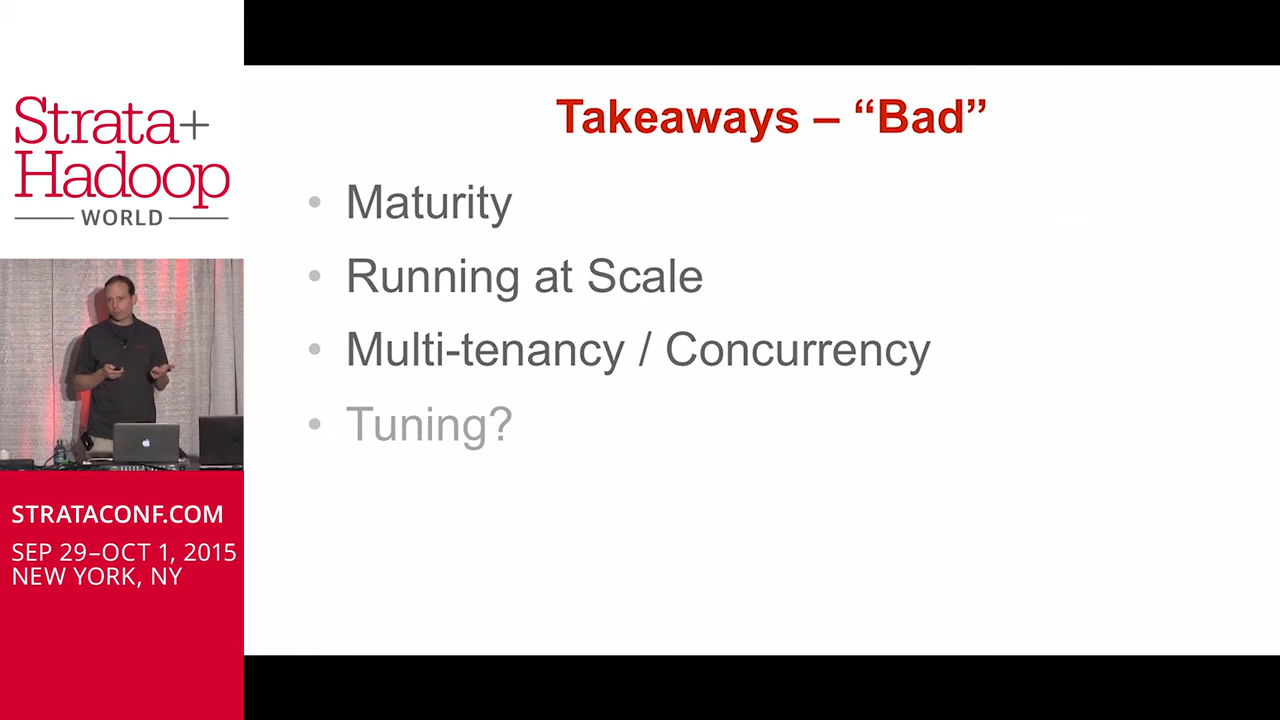 Strata+
Hadoop
WORLD
STRATACONF.COM
SEP 29–OCT 1, 2015
NEW YORK, NY
Takeaways – “Bad”
• Maturity
• Running at Scale
• Multi-tenancy / Concurrency
• Tuning?